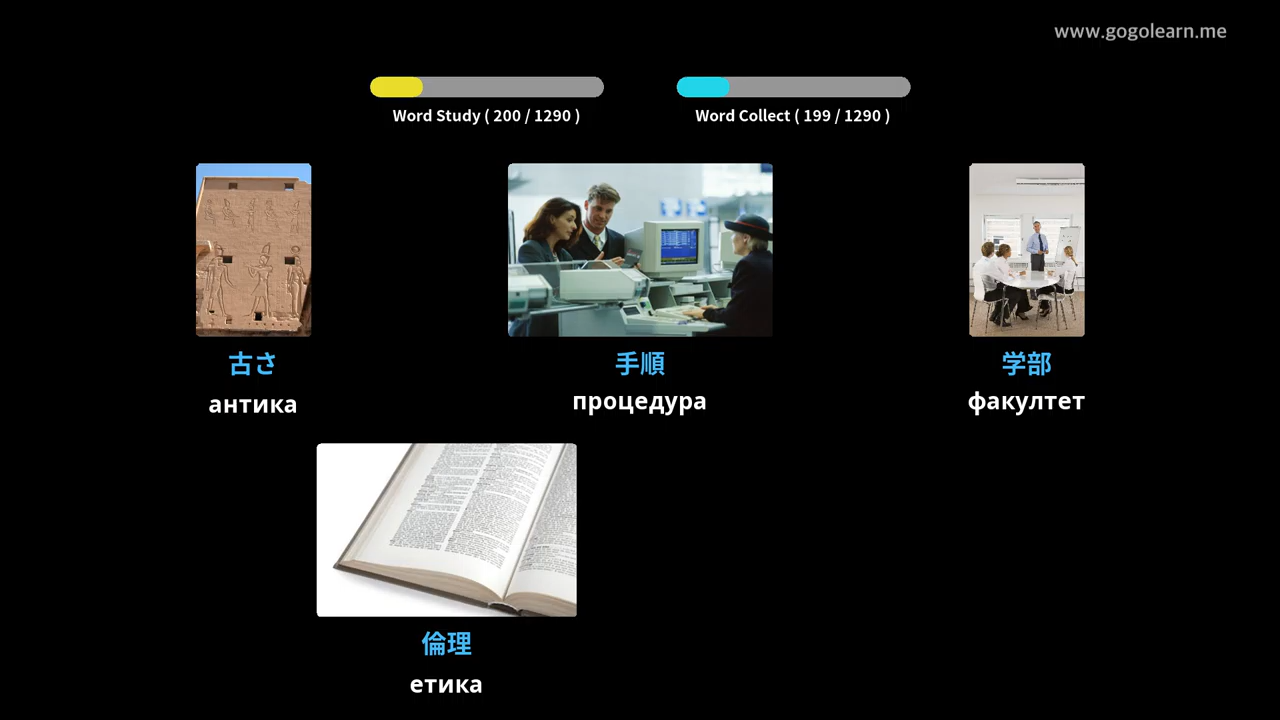 www.gogolearn.me
Word Study ( 200 / 1290 )
Word Collect ( 199 / 1290 )
古さ
手順
学部
антика
процедура
факултет
倫理
етика